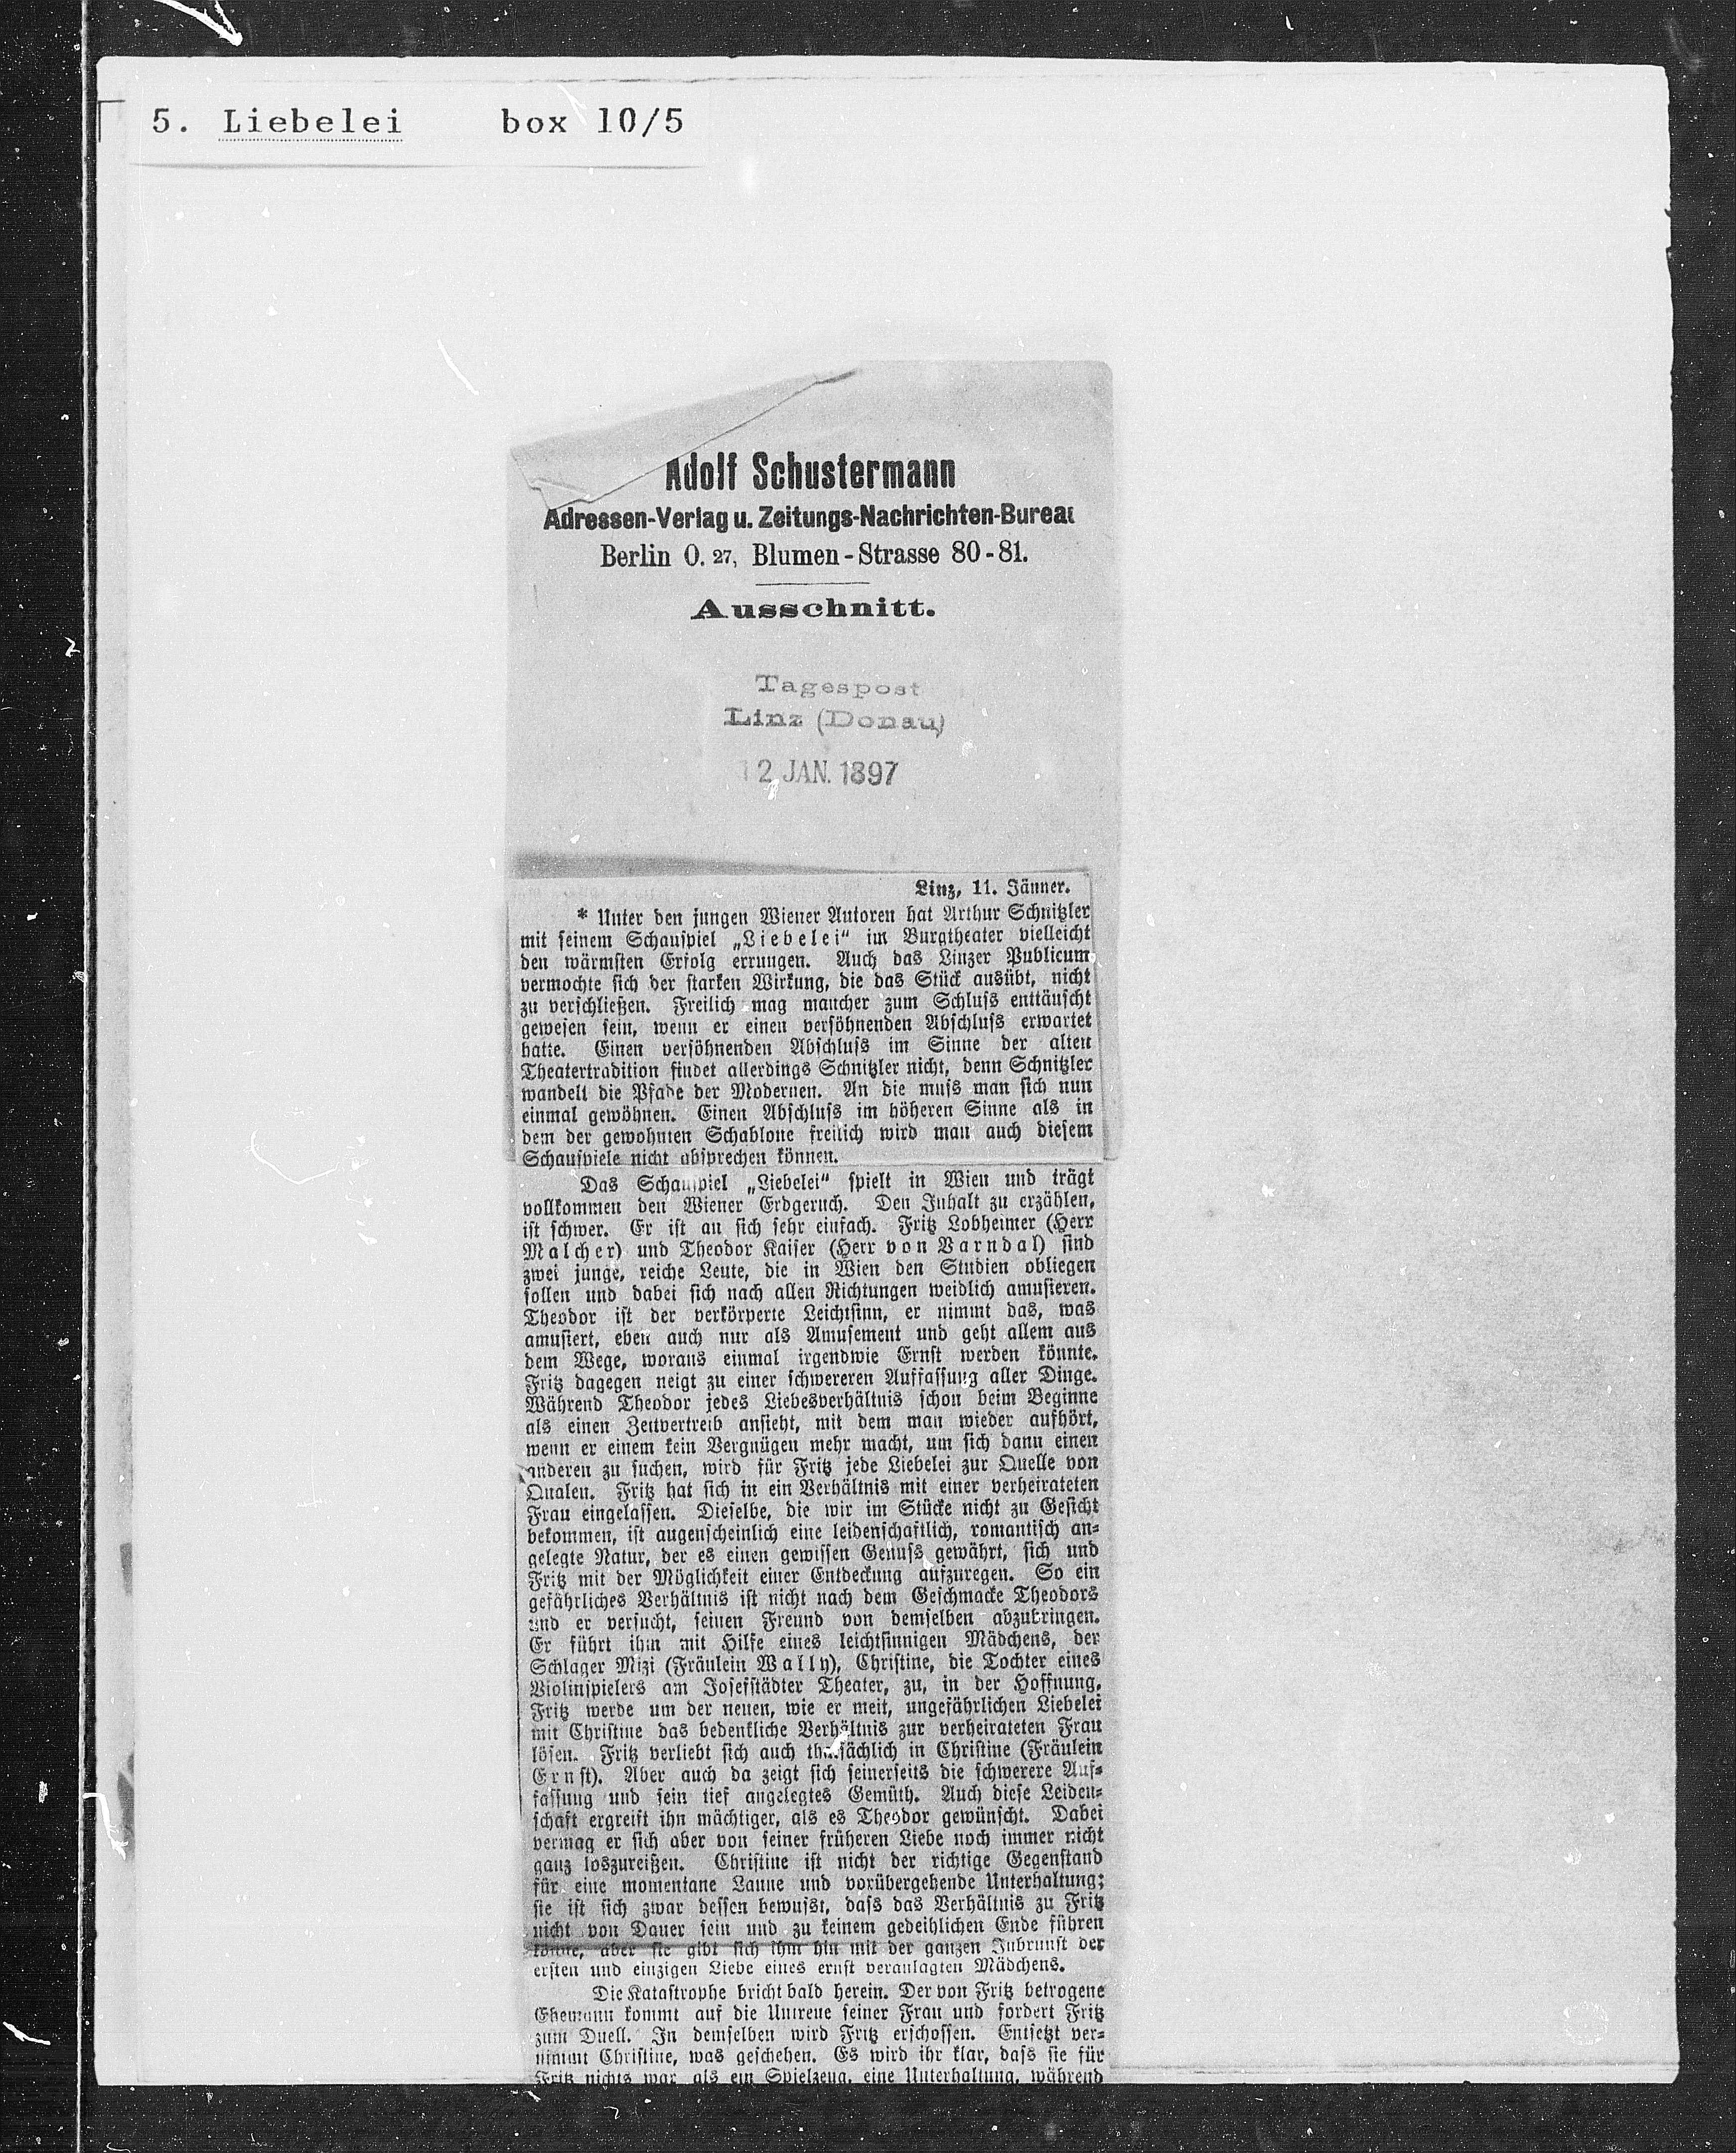 5. Liebelei box 10/5
Adolf Schustermann
Adressen-Verlag u. Zeitungs-Nachrichten-Bureau
Berlin O. 27, Blumen-Strasse 80-81.
Ausschnitt.
Tagespost
Linz (Donau)
12 JAN. 1897
Linz, 11. Jänner.
* Unter den jungen Wiener Autoren hat Arthur Schnitzler
mit seinem Schauspiel „Liebelei“ im Burgtheater vielleicht
den wärmsten Erfolg errungen. Auch das Linzer Publicum
vermochte sich der starken Wirkung, die das Stück ausübt, nicht
zu verschließen. Freilich mag mancher zum Schluss enttäuscht
gewesen sein, wenn er einen versöhnenden Abschluss erwartet
hatte. Einen versöhnenden Abschluss im Sinne der alten
Theatertradition findet allerdings Schnitzler nicht, denn Schnitzler
wandelt die Pfade der Modernen. An die muss man sich nun
einmal gewöhnen. Einen Abschluss im höheren Sinne als in
dem der gewohnten Schablone freilich wird man auch diesem
Schauspiele nicht absprechen können.
Das Schauspiel „Liebelei“ spielt in Wien und trägt
vollkommen den Wiener Erdgeruch. Den Inhalt zu erzählen,
ist schwer. Er ist an sich sehr einfach. Fritz Lobheimer (Herr
Malcher) und Theodor Kaiser (Herr von Varndal) sind
zwei junge, reiche Leute, die in Wien den Studien obliegen
sollen und dabei sich nach allen Richtungen weidlich amusieren.
Theodor ist der verkörperte Leichtsinn, er nimmt das, was
amusiert, eben auch nur als Amusement und geht allem aus
dem Wege, woraus einmal irgendwie Ernst werden könnte.
Fritz dagegen neigt zu einer schwereren Auffassung aller Dinge.
Während Theodor jedes Liebesverhältnis schon beim Beginne
als einen Zeitvertreib ansieht, mit dem man wieder aufhört,
wenn er einem kein Vergnügen mehr macht, um sich dann einen
anderen zu suchen, wird für Fritz jede Liebelei zur Quelle von
Qualen. Fritz hat sich in ein Verhältnis mit einer verheirateten
Frau eingelassen. Dieselbe, die wir im Stücke nicht zu Gesicht
bekommen, ist augenscheinlich eine leidenschaftlich, romantisch an-
gelegte Natur, der es einen gewissen Genuss gewährt, sich und
Fritz mit der Möglichkeit einer Entdeckung aufzuregen. So ein
gefährliches Verhältnis ist nicht nach dem Geschmacke Theodors
und er versucht, seinen Freund von demselben abzubringen.
Er führt ihm mit Hilfe eines leichtsinnigen Mädchens, der
Schlager Mizi (Fräulein Wally), Christine, die Tochter eines
Violinspielers am Josefstädter Theater, zu, in der Hoffnung,
Fritz werde um der neuen, wie er meit, ungefährlichen Liebelei
mit Christine das bedenkliche Verhältnis zur verheirateten Frau
lösen. Fritz verliebt sich auch thatsächlich in Christine (Fräulein
Ernst). Aber auch da zeigt sich seinerseits die schwerere Auf-
fassung und sein tief angelegtes Gemüth. Auch diese Leiden-
schaft ergreift ihn mächtiger, als es Theodor gewünscht. Dabei
vermag er sich aber von seiner früheren Liebe noch immer nicht
ganz loszureißen. Christine ist nicht der richtige Gegenstand
für eine momentane Laune und vorübergehende Unterhaltung;
sie ist sich zwar dessen bewusst, dass das Verhältnis zu Fritz
nicht von Dauer sein und zu keinem gedeihlichen Ende führen
könne, aber sie gibt sich ihm hin mit der ganzen Inbrunst der
ersten und einzigen Liebe eines ernst veranlagten Mädchens.
Die Katastrophe bricht bald herein. Der von Fritz betrogene
Ehemann kommt auf die Untreue seiner Frau und fordert Fritz
zum Duell. In demselben wird Fritz erschossen. Entsetzt ver-
nimmt Christine, was geschehen. Es wird ihr klar, dass sie für
Fritz nichts war als ein Spielzeug, eine Unterhaltung, während